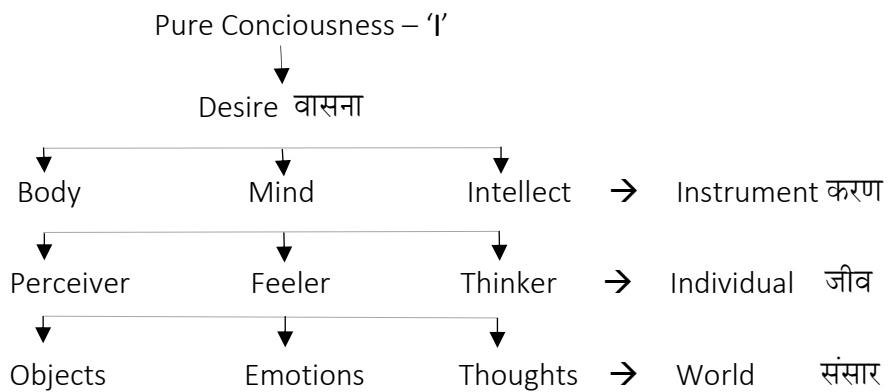 Pure Conciousness – ‘I’
Desire वासना
Body Mind Intellect → Instrument करण
Perceiver Feeler Thinker → Individual जीव
Objects Emotions Thoughts → World संसार